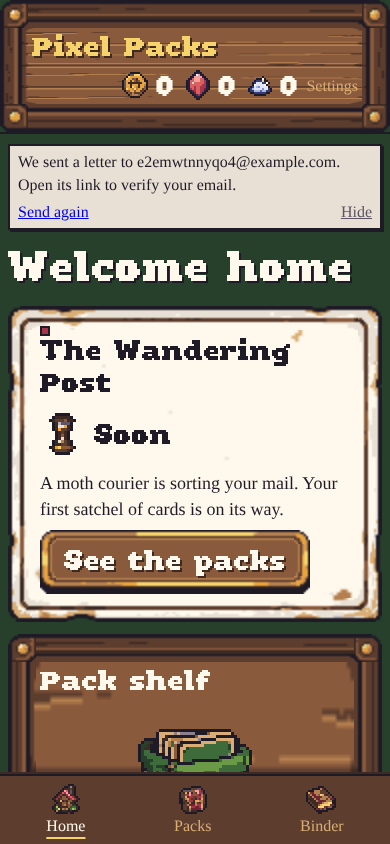 Pixel Packs
0 0 0 Settings
We sent a letter to e2emwtnnyqo4@example.com.
Open its link to verify your email.
Send again Hide
Welcome home
The Wandering
Post
Soon
A moth courier is sorting your mail. Your
first satchel of cards is on its way.
See the packs
Pack shelf
Home Packs Binder